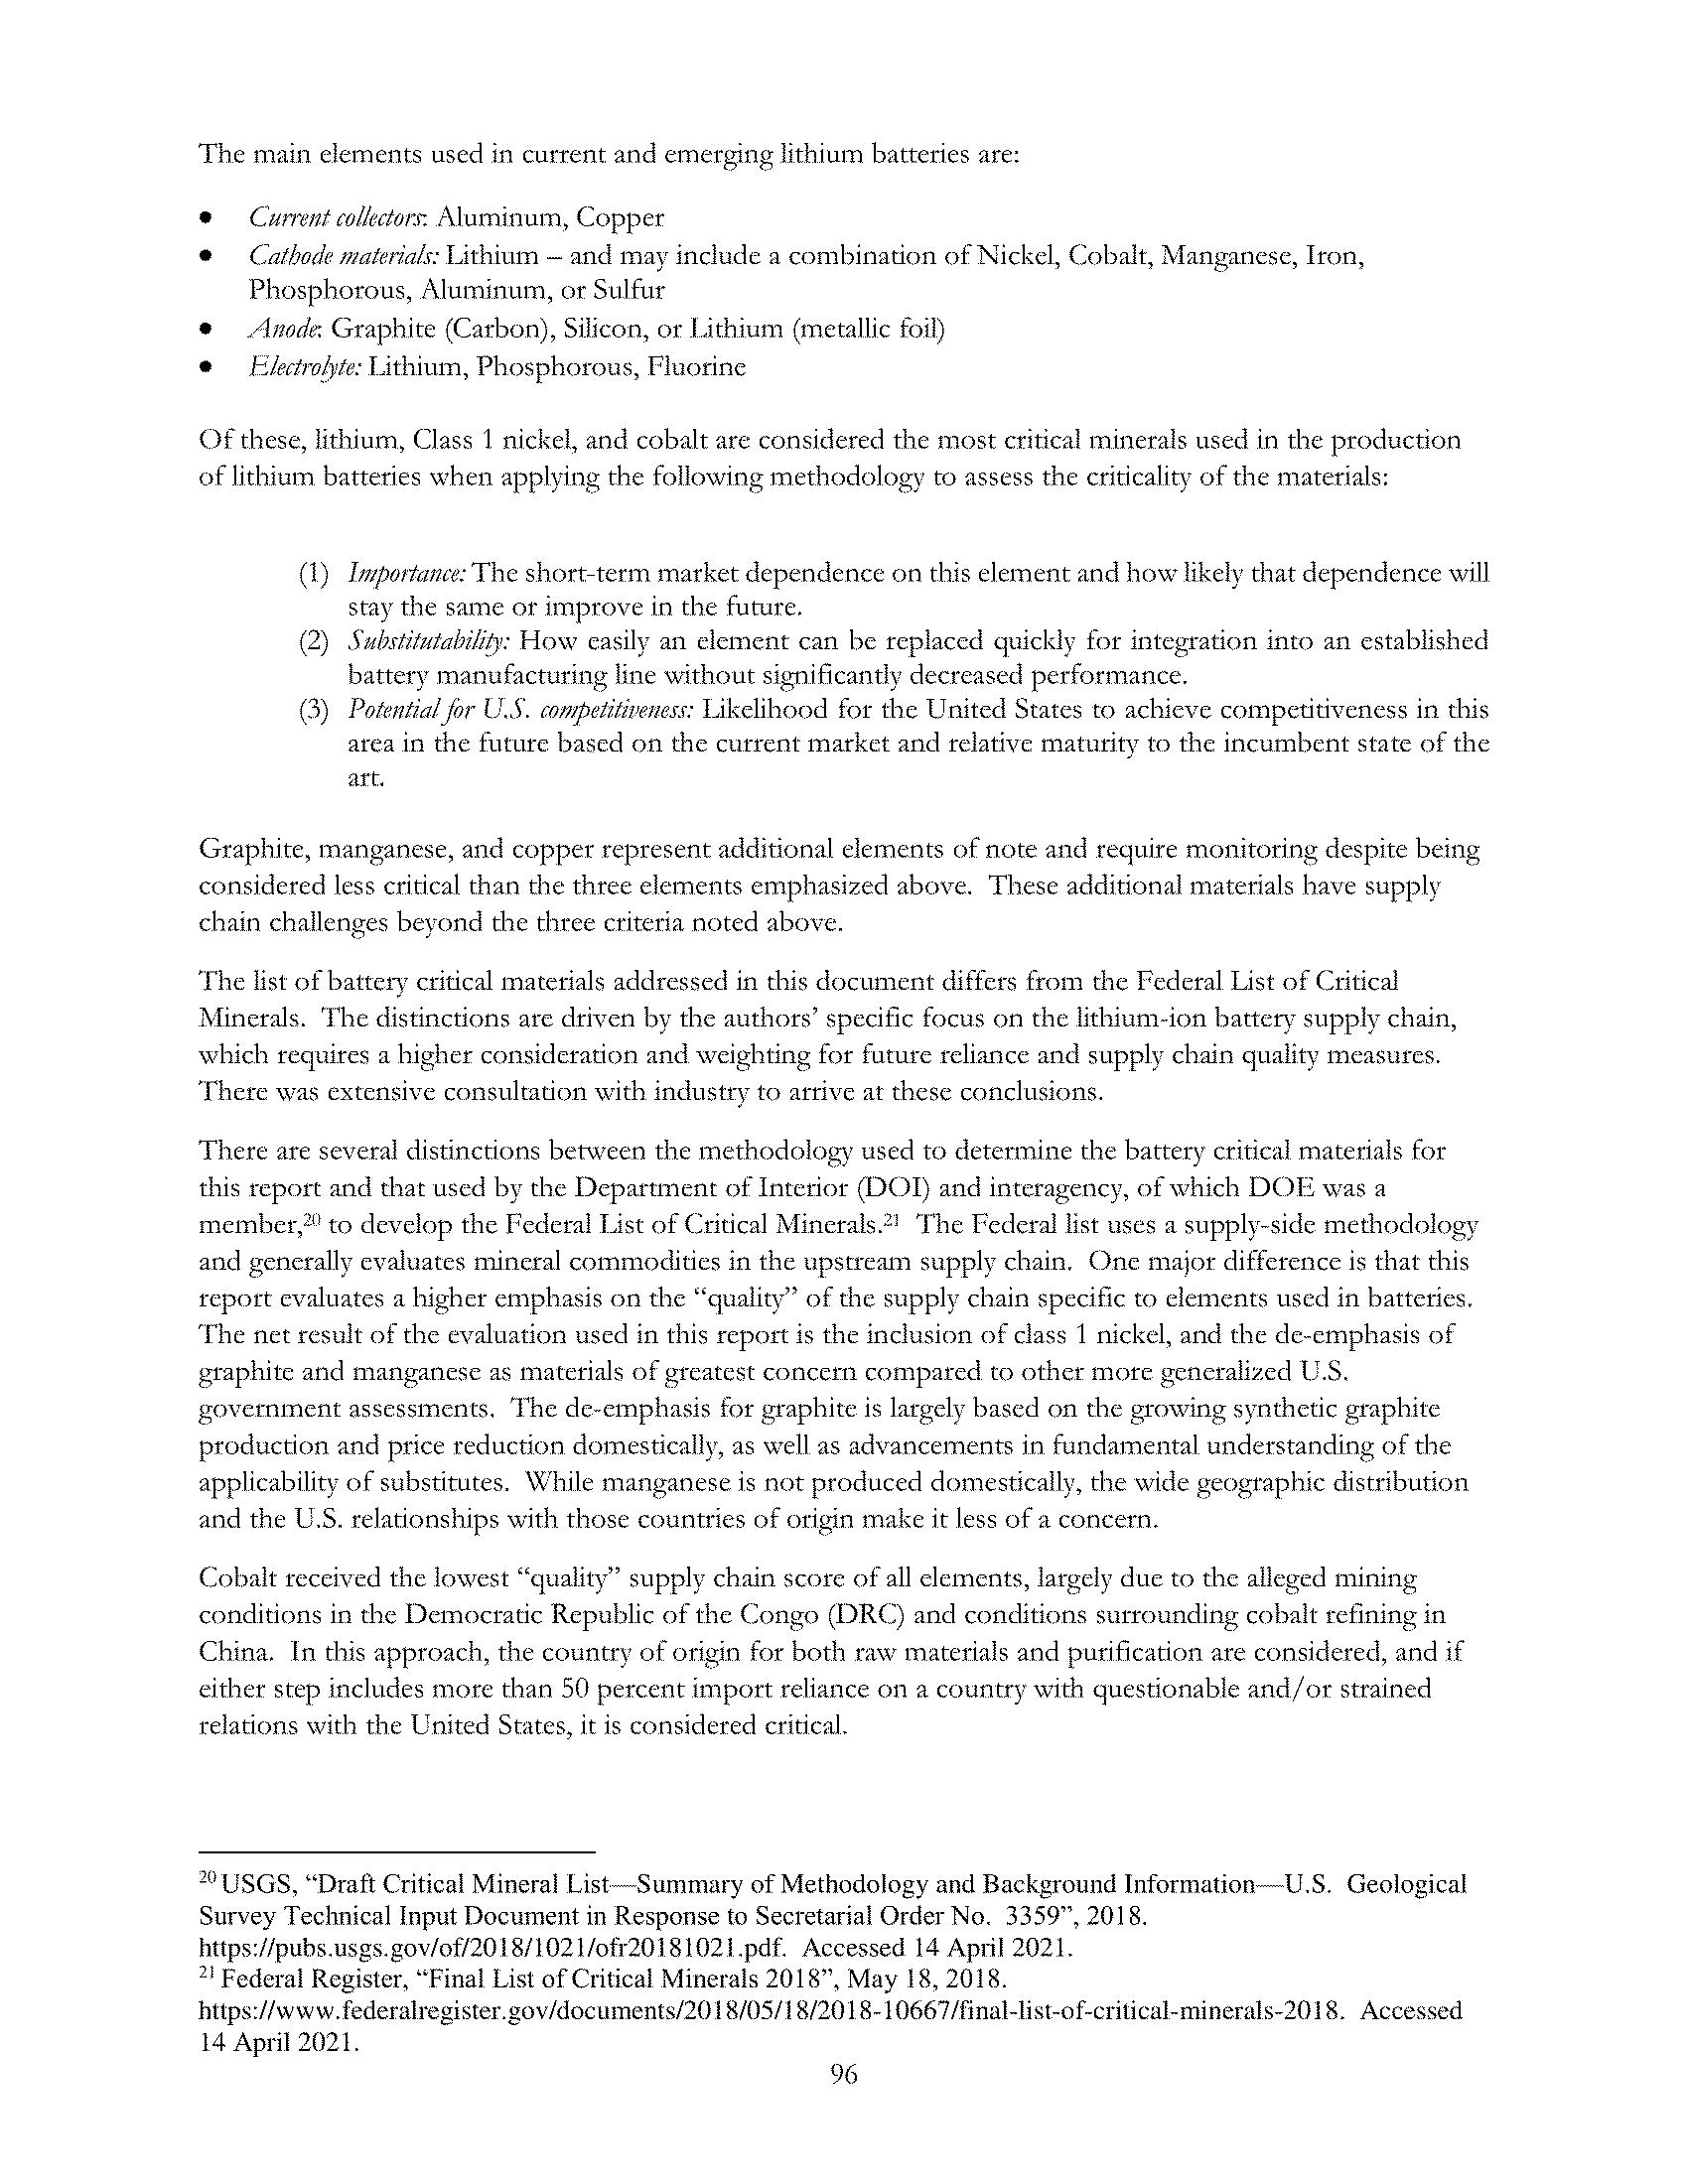 The main elements used in current and emerging lithium batteries are:
• Current collectors: Aluminum, Copper
• Cathode materials: Lithium – and may include a combination of Nickel, Cobalt, Manganese, Iron,
Phosphorous, Aluminum, or Sulfur
• Anode: Graphite (Carbon), Silicon, or Lithium (metallic foil)
• Electrolyte: Lithium, Phosphorous, Fluorine
Of these, lithium, Class 1 nickel, and cobalt are considered the most critical minerals used in the production
of lithium batteries when applying the following methodology to assess the criticality of the materials:
(1) Importance: The short-term market dependence on this element and how likely that dependence will
stay the same or improve in the future.
(2) Substitutability: How easily an element can be replaced quickly for integration into an established
battery manufacturing line without significantly decreased performance.
(3) Potential for U.S. competitiveness: Likelihood for the United States to achieve competitiveness in this
area in the future based on the current market and relative maturity to the incumbent state of the
art.
Graphite, manganese, and copper represent additional elements of note and require monitoring despite being
considered less critical than the three elements emphasized above. These additional materials have supply
chain challenges beyond the three criteria noted above.
The list of battery critical materials addressed in this document differs from the Federal List of Critical
Minerals. The distinctions are driven by the authors’ specific focus on the lithium-ion battery supply chain,
which requires a higher consideration and weighting for future reliance and supply chain quality measures.
There was extensive consultation with industry to arrive at these conclusions.
There are several distinctions between the methodology used to determine the battery critical materials for
this report and that used by the Department of Interior (DOI) and interagency, of which DOE was a
member,20 to develop the Federal List of Critical Minerals.21 The Federal list uses a supply-side methodology
and generally evaluates mineral commodities in the upstream supply chain. One major difference is that this
report evaluates a higher emphasis on the “quality” of the supply chain specific to elements used in batteries.
The net result of the evaluation used in this report is the inclusion of class 1 nickel, and the de-emphasis of
graphite and manganese as materials of greatest concern compared to other more generalized U.S.
government assessments. The de-emphasis for graphite is largely based on the growing synthetic graphite
production and price reduction domestically, as well as advancements in fundamental understanding of the
applicability of substitutes. While manganese is not produced domestically, the wide geographic distribution
and the U.S. relationships with those countries of origin make it less of a concern.
Cobalt received the lowest “quality” supply chain score of all elements, largely due to the alleged mining
conditions in the Democratic Republic of the Congo (DRC) and conditions surrounding cobalt refining in
China. In this approach, the country of origin for both raw materials and purification are considered, and if
either step includes more than 50 percent import reliance on a country with questionable and/or strained
relations with the United States, it is considered critical.
20 USGS, “Draft Critical Mineral List—Summary of Methodology and Background Information—U.S. Geological
Survey Technical Input Document in Response to Secretarial Order No. 3359”, 2018.
https://pubs.usgs.gov/of/2018/1021/ofr20181021.pdf. Accessed 14 April 2021.
21 Federal Register, “Final List of Critical Minerals 2018”, May 18, 2018.
https://www.federalregister.gov/documents/2018/05/18/2018-10667/final-list-of-critical-minerals-2018. Accessed
14 April 2021.
96